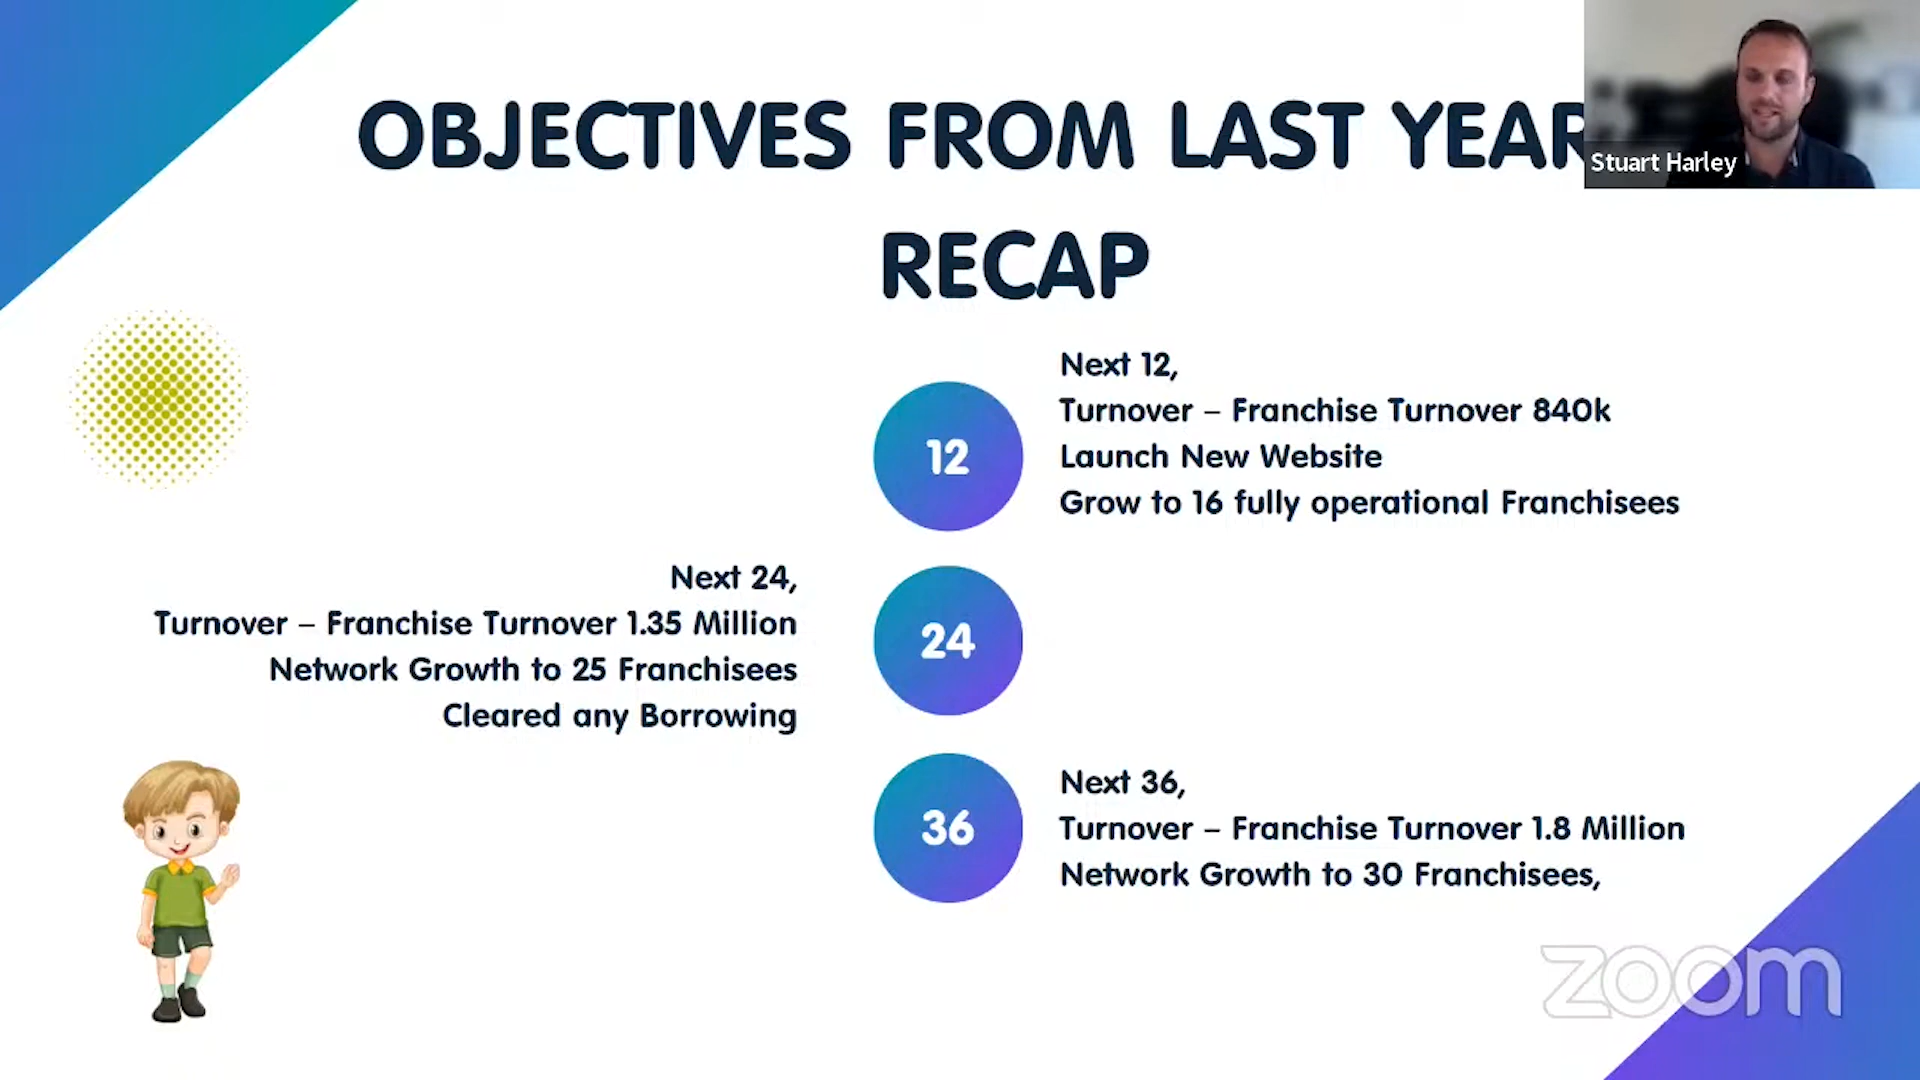 OBJECTIVES FROM LAST YEAR
RECAP
Stuart Harley
Next 12,
Turnover – Franchise Turnover 840k
Launch New Website
Grow to 16 fully operational Franchisees
12
Next 24,
Turnover – Franchise Turnover 1.35 Million
Network Growth to 25 Franchisees
Cleared any Borrowing
24
36
Next 36,
Turnover – Franchise Turnover 1.8 Million
Network Growth to 30 Franchisees,
zoom